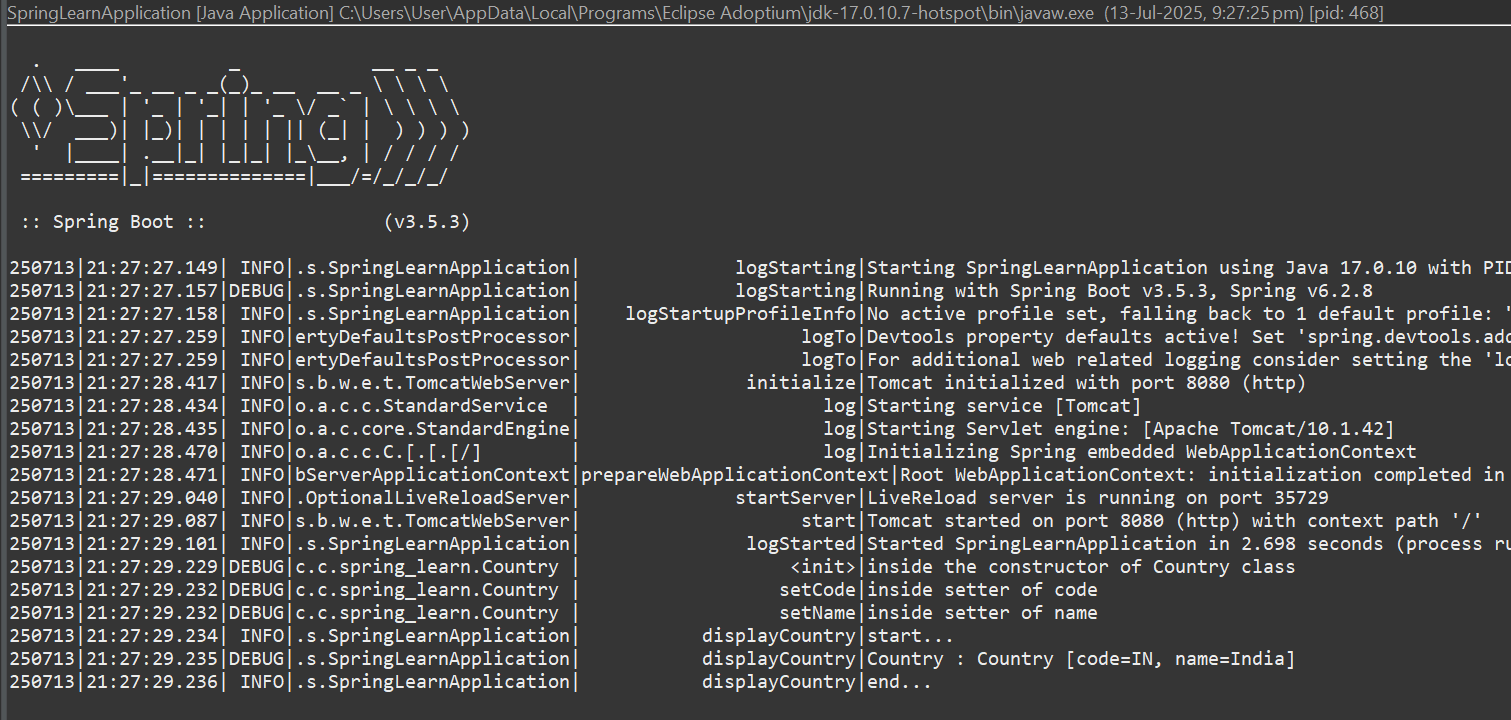 SpringLearnApplication [Java Application] C:\Users\User\AppData\Local\Programs\Eclipse Adoptium\jdk-17.0.10.7-hotspot\bin\javaw.exe  (13-Jul-2025, 9:27:25 pm) [pid: 468]
  .   ____          _            __ _ _
 /\\ / ___'_ __ _ _(_)_ __  __ _ \ \ \ \
( ( )\___ | '_ | '_| | '_ \/ _` | \ \ \ \
 \\/  ___)| |_)| | | | | || (_| |  ) ) ) )
  '  |____| .__|_| |_|_| |_\__, | / / / /
 =========|_|==============|___/=/_/_/_/
 :: Spring Boot ::                (v3.5.3)
250713|21:27:27.149| INFO|.s.SpringLearnApplication|              logStarting|Starting SpringLearnApplication using Java 17.0.10 with PID
250713|21:27:27.157|DEBUG|.s.SpringLearnApplication|              logStarting|Running with Spring Boot v3.5.3, Spring v6.2.8
250713|21:27:27.158| INFO|.s.SpringLearnApplication|    logStartupProfileInfo|No active profile set, falling back to 1 default profile: "
250713|21:27:27.259| INFO|ertyDefaultsPostProcessor|                    logTo|Devtools property defaults active! Set 'spring.devtools.add
250713|21:27:27.259| INFO|ertyDefaultsPostProcessor|                    logTo|For additional web related logging consider setting the 'lo
250713|21:27:28.417| INFO|s.b.w.e.t.TomcatWebServer|               initialize|Tomcat initialized with port 8080 (http)
250713|21:27:28.434| INFO|o.a.c.c.StandardService  |                      log|Starting service [Tomcat]
250713|21:27:28.435| INFO|o.a.c.core.StandardEngine|                      log|Starting Servlet engine: [Apache Tomcat/10.1.42]
250713|21:27:28.470| INFO|o.a.c.c.C.[.[.[/]        |                      log|Initializing Spring embedded WebApplicationContext
250713|21:27:28.471| INFO|bServerApplicationContext|prepareWebApplicationContext|Root WebApplicationContext: initialization completed in
250713|21:27:29.040| INFO|.OptionalLiveReloadServer|              startServer|LiveReload server is running on port 35729
250713|21:27:29.087| INFO|s.b.w.e.t.TomcatWebServer|                    start|Tomcat started on port 8080 (http) with context path '/'
250713|21:27:29.101| INFO|.s.SpringLearnApplication|               logStarted|Started SpringLearnApplication in 2.698 seconds (process ru
250713|21:27:29.229|DEBUG|c.c.spring_learn.Country |                   <init>|inside the constructor of Country class
250713|21:27:29.232|DEBUG|c.c.spring_learn.Country |                  setCode|inside setter of code
250713|21:27:29.232|DEBUG|c.c.spring_learn.Country |                  setName|inside setter of name
250713|21:27:29.234| INFO|.s.SpringLearnApplication|           displayCountry|start...
250713|21:27:29.235|DEBUG|.s.SpringLearnApplication|           displayCountry|Country : Country [code=IN, name=India]
250713|21:27:29.236| INFO|.s.SpringLearnApplication|           displayCountry|end...